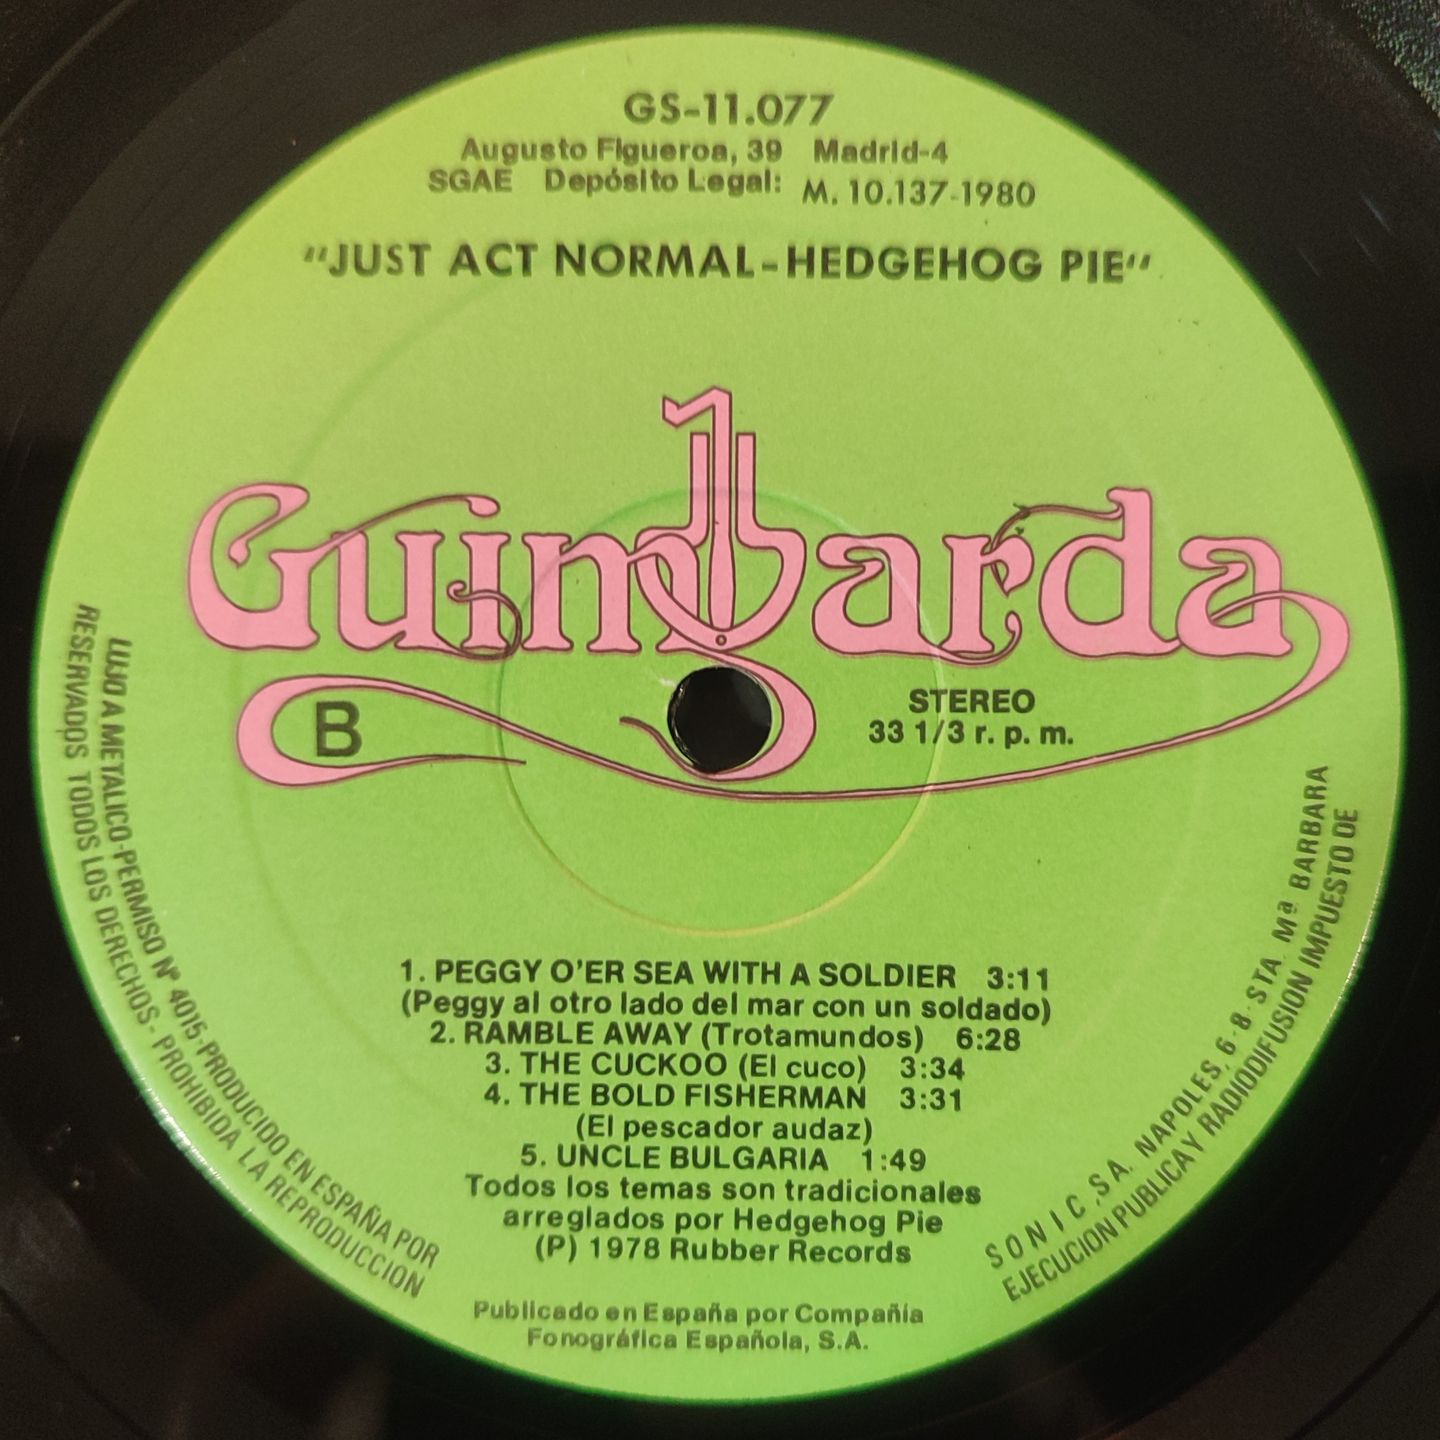 GS-11.077
Augusto Figueroa, 39 Madrid-4
SGAE Depósito Legal: M. 10.137-1980
"JUST ACT NORMAL-HEDGEHOG PIE"
Guimbarda
B
STEREO
33 1/3 r. p. m.
1. PEGGY O'ER SEA WITH A SOLDIER 3:11
(Peggy al otro lado del mar con un soldado)
2. RAMBLE AWAY (Trotamundos) 6:28
3. THE CUCKOO (El cuco) 3:34
4. THE BOLD FISHERMAN 3:31
(El pescador audaz)
5. UNCLE BULGARIA 1:49
Todos los temas son tradicionales
arreglados por Hedgehog Pie
(P) 1978 Rubber Records
Publicado en España por Compañía
Fonográfica Española, S.A.
LUJO A METALICO-PERMISO Nº 4015-PRODUCIDO EN ESPAÑA POR
SONIC, SA. NAPOLES, 6-8-STA. Mª BARBARA
RESERVADOS TODOS LOS DERECHOS - PROHIBIDA LA REPRODUCCION
EJECUCION PUBLICA Y RADIODIFUSION IMPUESTO DE